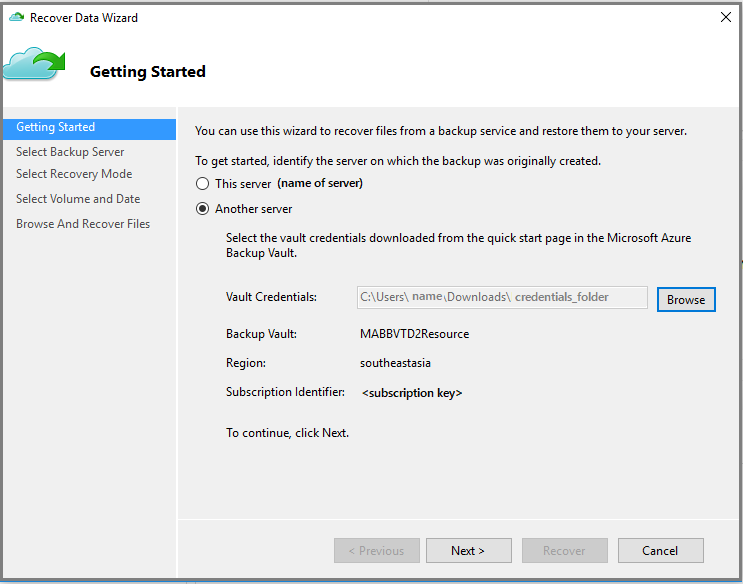 Recover Data Wizard
Getting Started
Getting Started
Select Backup Server
Select Recovery Mode
Select Volume and Date
Browse And Recover Files
You can use this wizard to recover files from a backup service and restore them to your server.
To get started, identify the server on which the backup was originally created.
This server (name of server)
Another server
Select the vault credentials downloaded from the quick start page in the Microsoft Azure
Backup Vault.
Vault Credentials: C:\Users\ name\Downloads\ credentials_folder Browse
Backup Vault: MABBVTD2Resource
Region: southeastasia
Subscription Identifier: <subscription key>
To continue, click Next.
< Previous Next > Recover Cancel